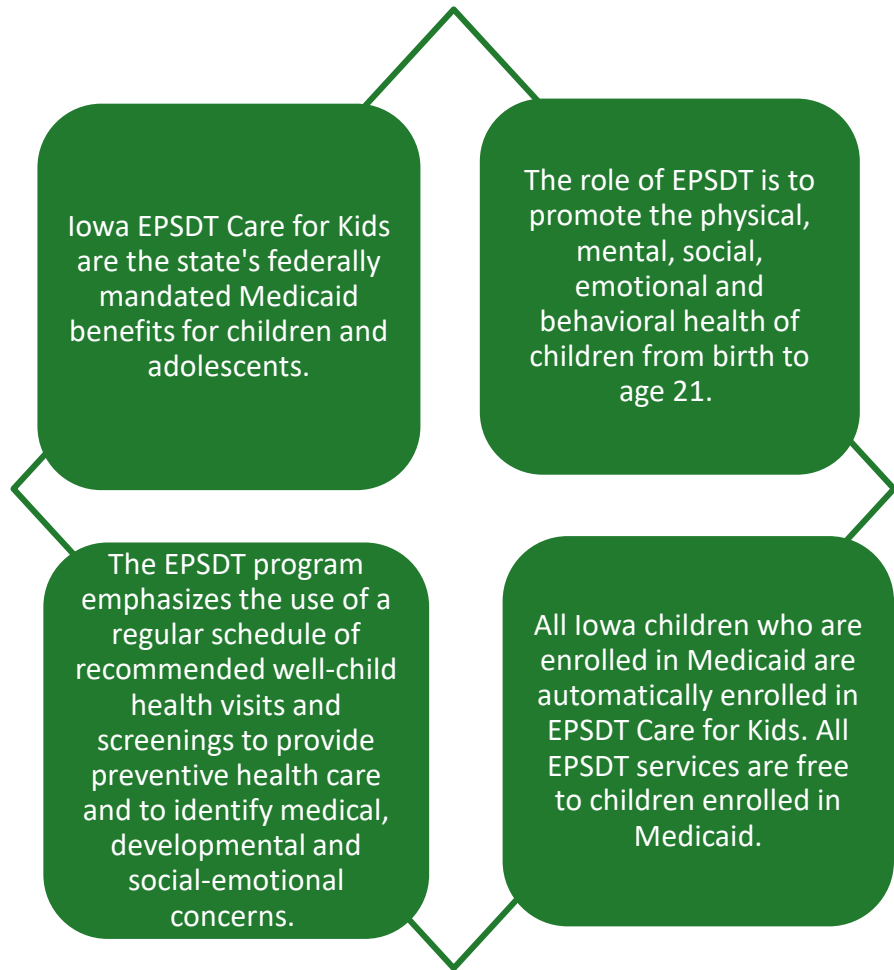 Iowa EPSDT Care for Kids
are the state's federally
mandated Medicaid
benefits for children and
adolescents.
The role of EPSDT is to
promote the physical,
mental, social,
emotional and
behavioral health of
children from birth to
age 21.
The EPSDT program
emphasizes the use of a
regular schedule of
recommended well-child
health visits and
screenings to provide
preventive health care
and to identify medical,
developmental and
social-emotional
concerns.
All Iowa children who are
enrolled in Medicaid are
automatically enrolled in
EPSDT Care for Kids. All
EPSDT services are free
to children enrolled in
Medicaid.